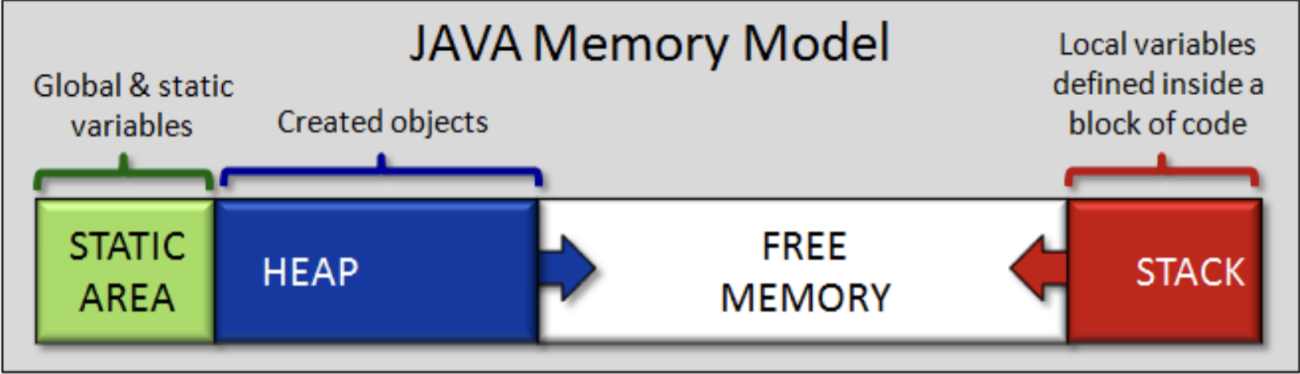 JAVA Memory Model
Global & static
variables
Created objects
Local variables
defined inside a
block of code
STATIC
AREA
HEAP
FREE
MEMORY
STACK